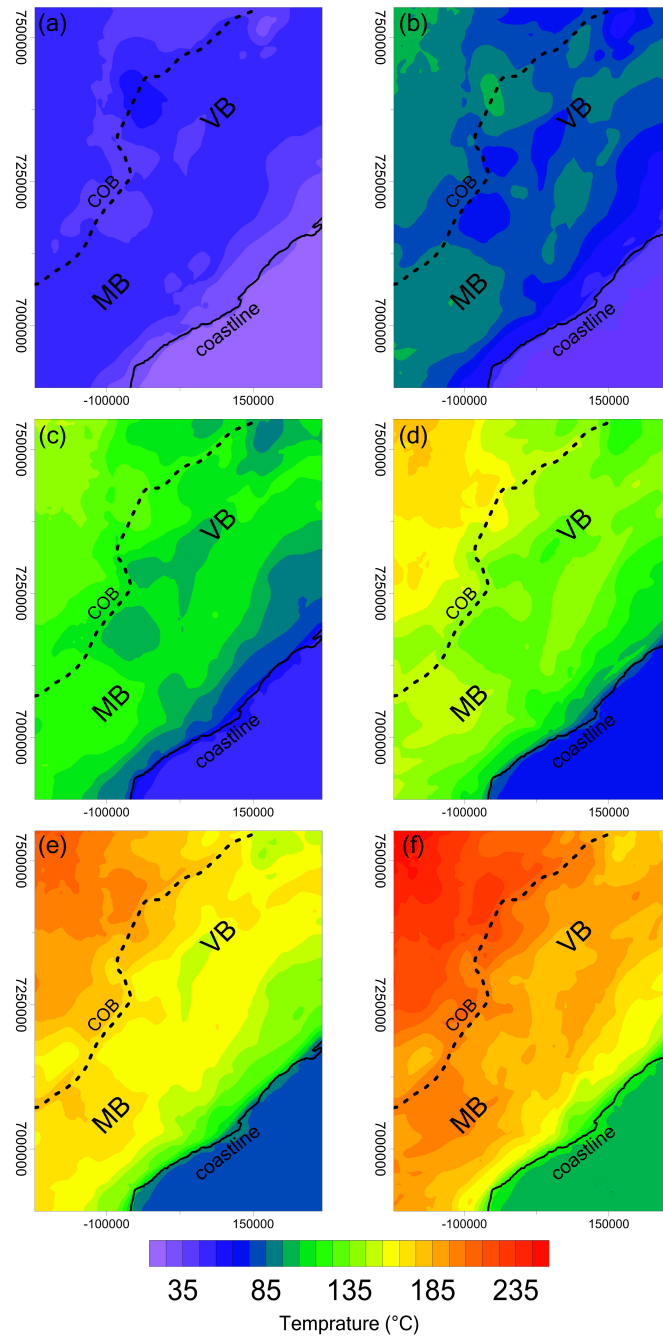 (a)
7500000
VB
7250000
COB
MB
7000000
coastline
-100000 150000
(b)
7500000
VB
7250000
COB
MB
7000000
coastline
-100000 150000
(c)
7500000
VB
7250000
COB
MB
7000000
coastline
-100000 150000
(d)
7500000
VB
7250000
COB
MB
7000000
coastline
-100000 150000
(e)
7500000
VB
7250000
COB
MB
7000000
coastline
-100000 150000
(f)
7500000
VB
7250000
COB
MB
7000000
coastline
-100000 150000
35 85 135 185 235
Temprature (°C)